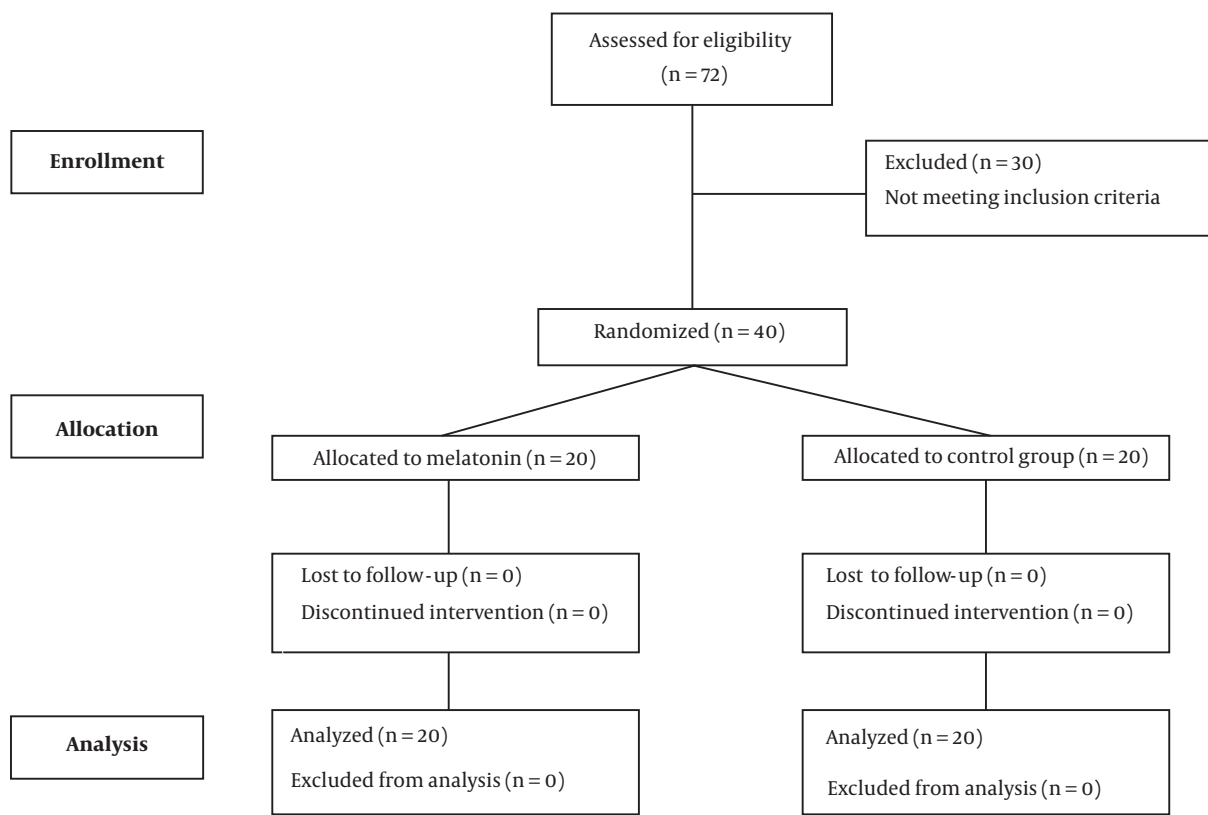 Assessed for eligibility
(n = 72)
Enrollment
Excluded (n = 30)
Not meeting inclusion criteria
Randomized (n = 40)
Allocation
Allocated to melatonin (n = 20)
Allocated to control group (n = 20)
Lost to follow-up (n = 0)
Discontinued intervention (n = 0)
Lost to follow-up (n = 0)
Discontinued intervention (n = 0)
Analysis
Analyzed (n = 20)
Excluded from analysis (n = 0)
Analyzed (n = 20)
Excluded from analysis (n = 0)